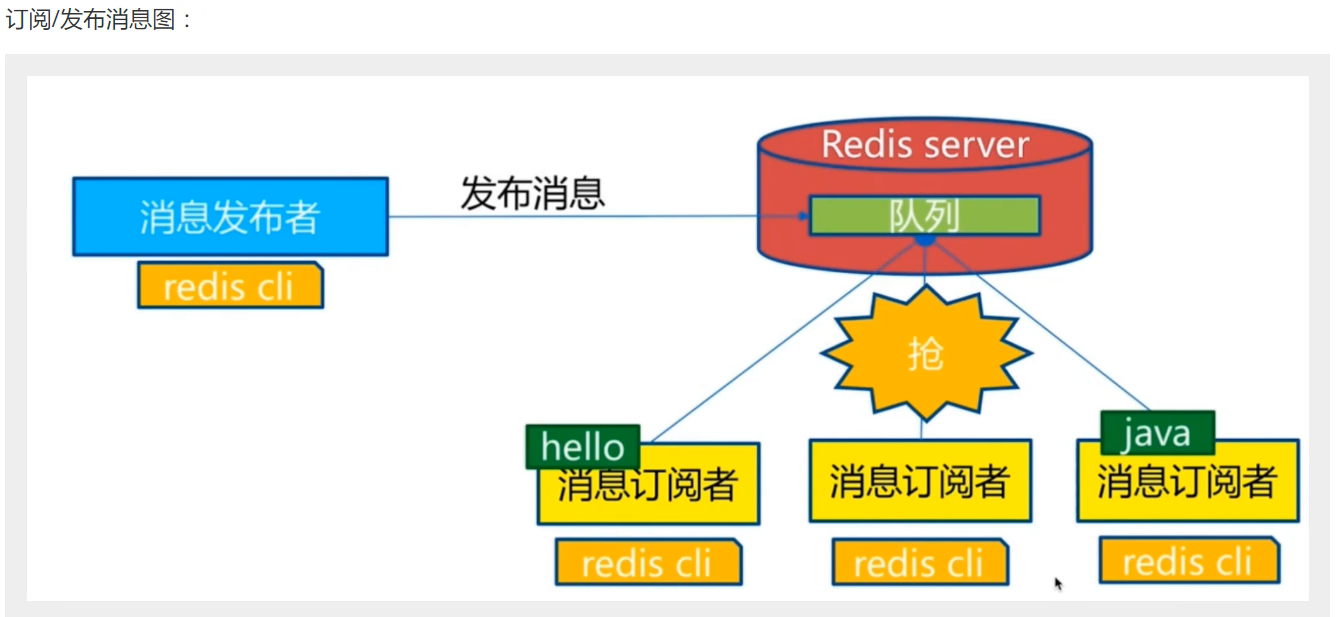 订阅/发布消息图：
Redis server
发布消息
队列
消息发布者
redis cli
抢
hello
java
消息订阅者
消息订阅者
消息订阅者
redis cli
redis cli
redis cli